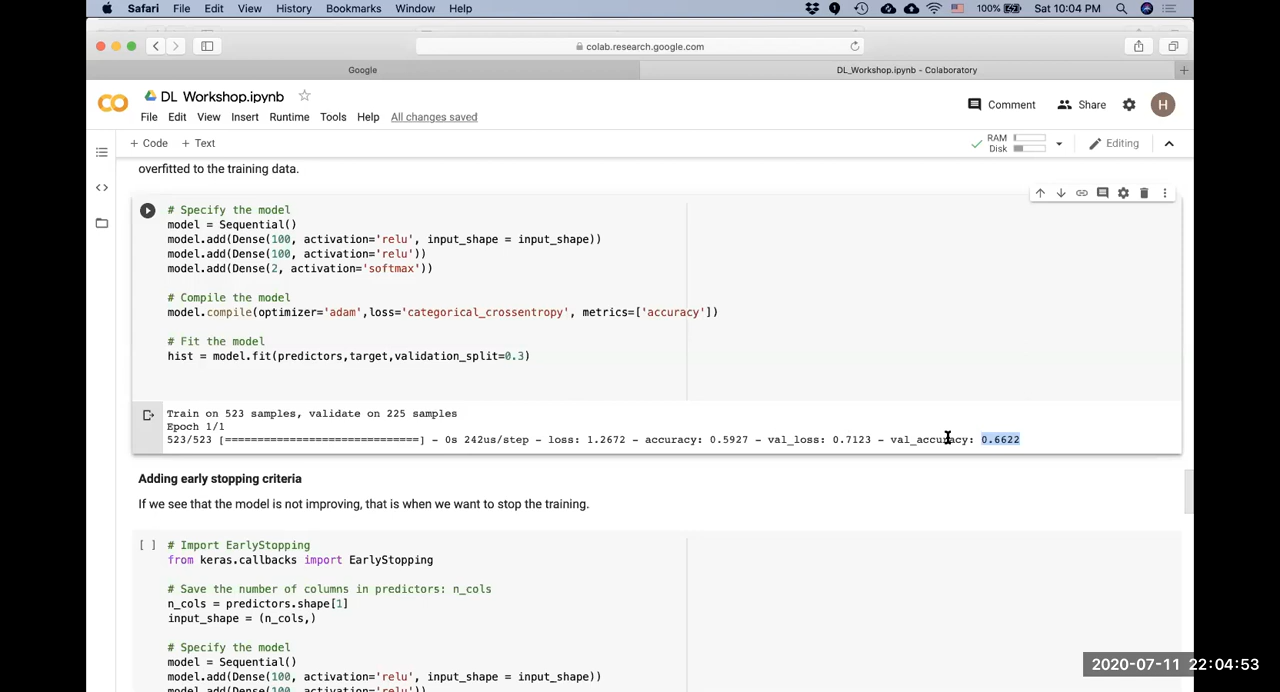 Safari File Edit View History Bookmarks Window Help 100% Sat 10:04 PM
colab.research.google.com
Google DL_Workshop.ipynb - Colaboratory
DL_Workshop.ipynb
File Edit View Insert Runtime Tools Help All changes saved
Comment Share H
+ Code + Text RAM Disk Editing
overfitted to the training data.
# Specify the model
model = Sequential()
model.add(Dense(100, activation='relu', input_shape = input_shape))
model.add(Dense(100, activation='relu'))
model.add(Dense(2, activation='softmax'))
# Compile the model
model.compile(optimizer='adam',loss='categorical_crossentropy', metrics=['accuracy'])
# Fit the model
hist = model.fit(predictors,target,validation_split=0.3)
Train on 523 samples, validate on 225 samples
Epoch 1/1
523/523 [==============================] - 0s 242us/step - loss: 1.2672 - accuracy: 0.5927 - val_loss: 0.7123 - val_accuracy: 0.6622
Adding early stopping criteria
If we see that the model is not improving, that is when we want to stop the training.
[ ] # Import EarlyStopping
from keras.callbacks import EarlyStopping
# Save the number of columns in predictors: n_cols
n_cols = predictors.shape[1]
input_shape = (n_cols,)
# Specify the model
model = Sequential()
model.add(Dense(100, activation='relu', input_shape = input_shape))
model.add(Dense(100, activation='relu'))
2020-07-11 22:04:53